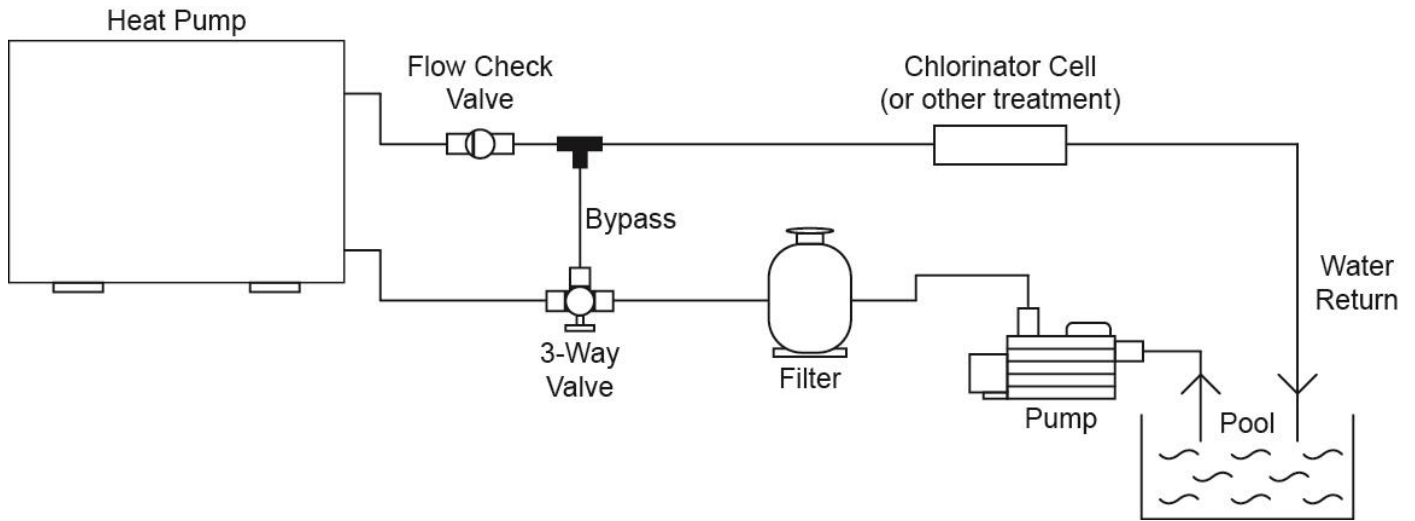 Heat Pump
Flow Check
Valve
Chlorinator Cell
(or other treatment)
Bypass
Water
Return
3-Way
Valve
Filter
Pump
Pool